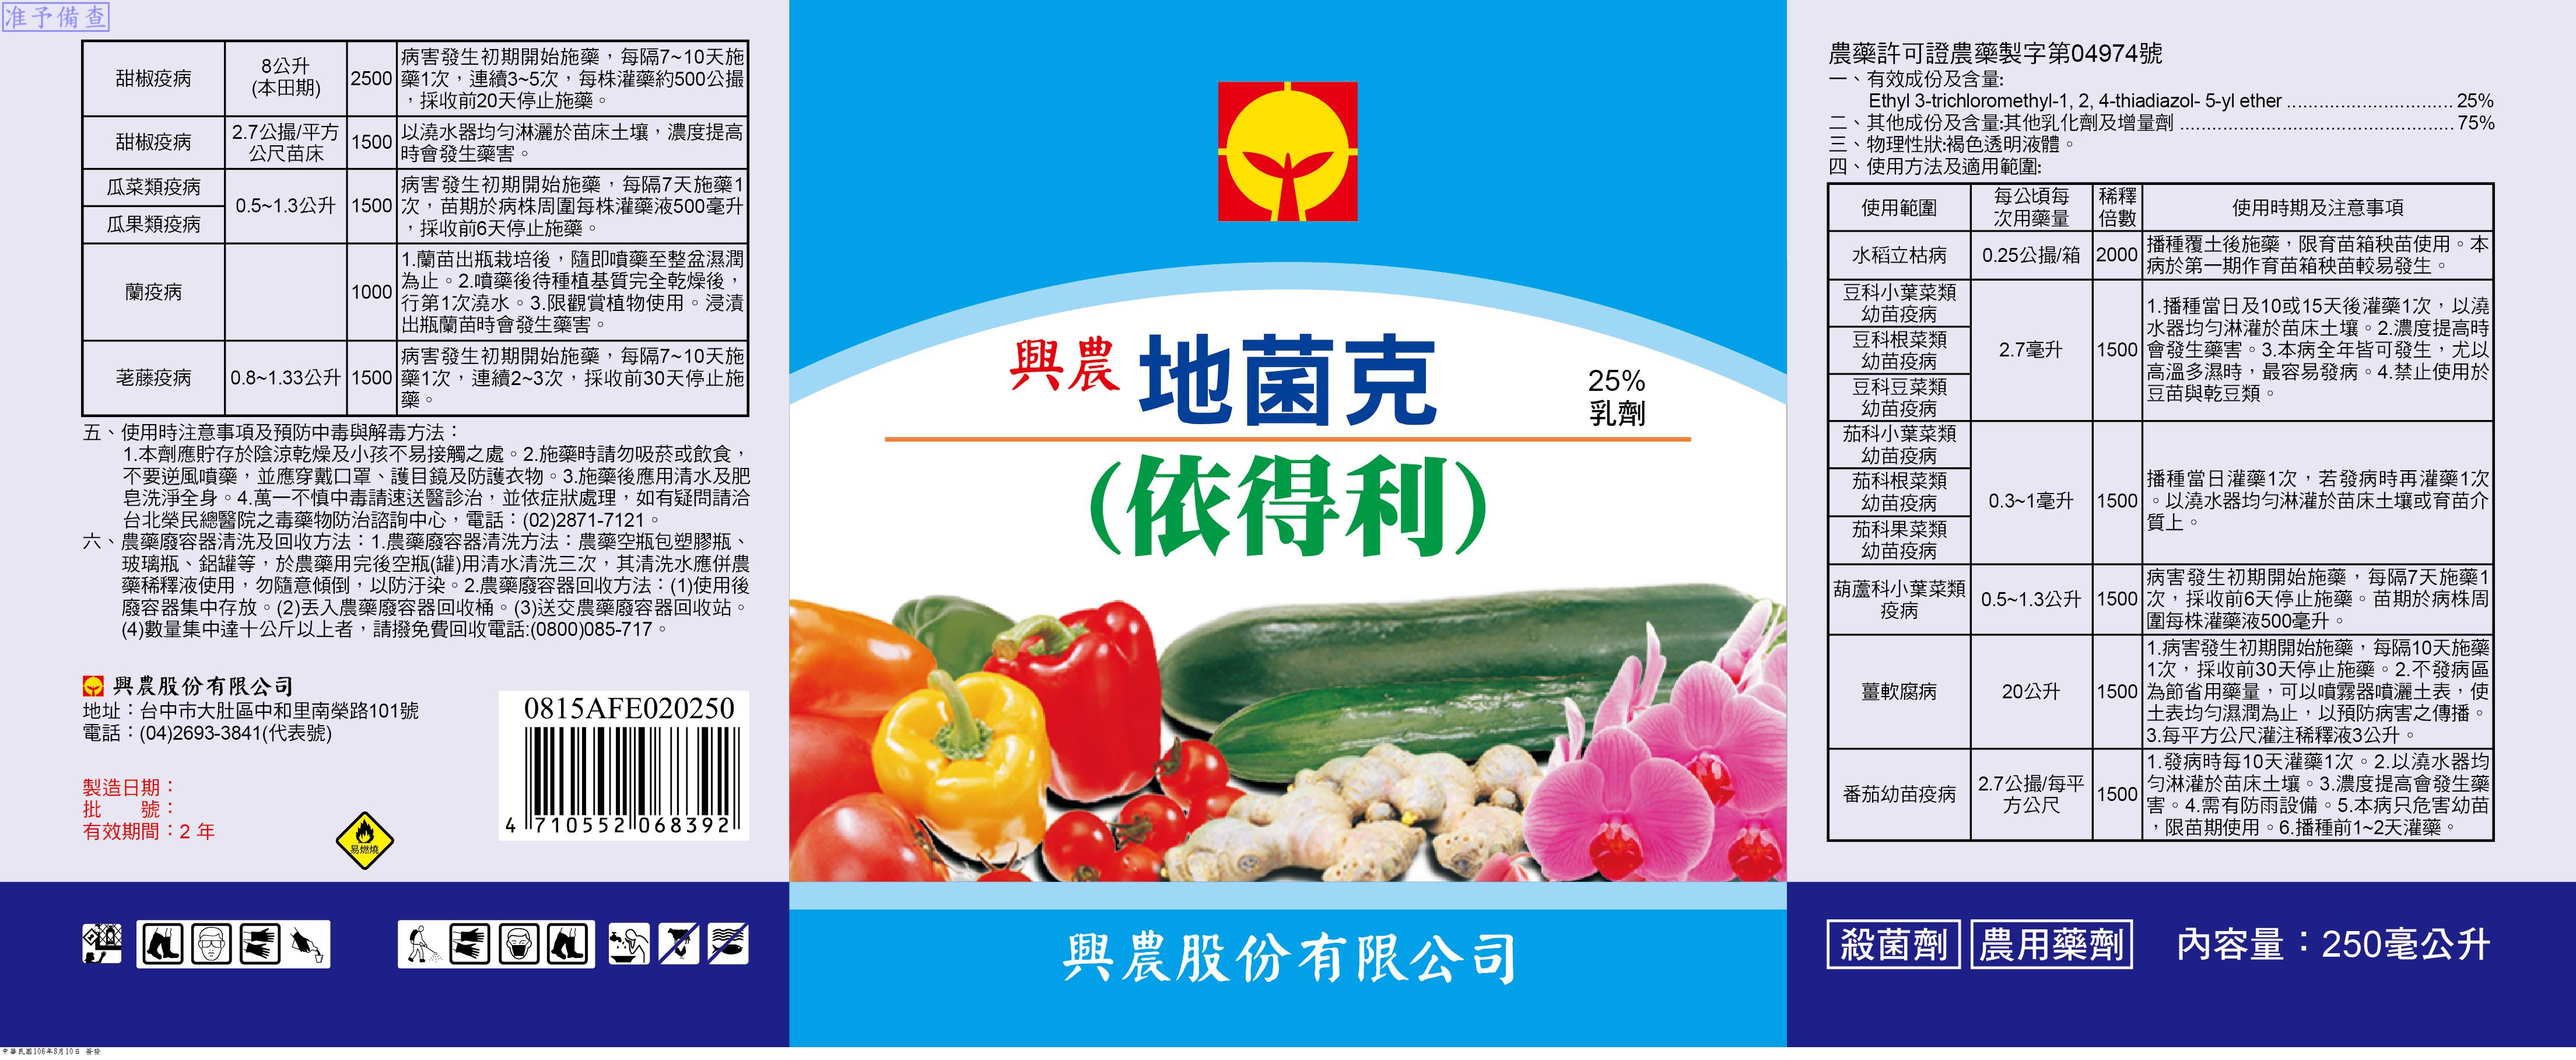 准予備查
甜椒疫病
8公升
(本田期)
2500
病害發生初期開始施藥，每隔7~10天施
藥1次，連續3~5次，每株灌藥約500公撮
，採收前20天停止施藥。
甜椒疫病
2.7公撮/平方
公尺苗床
1500
以澆水器均勻淋灑於苗床土壤，濃度提高
時會發生藥害。
瓜菜類疫病
瓜果類疫病
0.5~1.3公升
1500
病害發生初期開始施藥，每隔7天施藥1
次，苗期於病株周圍每株灌藥液500毫升
，採收前6天停止施藥。
蘭疫病
1000
1.蘭苗出瓶栽培後，隨即噴藥至整盆濕潤
為止。2.噴藥後待種植基質完全乾燥後，
行第1次澆水。3.限觀賞植物使用。浸漬
出瓶蘭苗時會發生藥害。
荖藤疫病
0.8~1.33公升
1500
病害發生初期開始施藥，每隔7~10天施
藥1次，連續2~3次，採收前30天停止施
藥。
五、使用時注意事項及預防中毒與解毒方法：
1.本劑應貯存於陰涼乾燥及小孩不易接觸之處。2.施藥時請勿吸菸或飲食，
不要逆風噴藥，並應穿戴口罩、護目鏡及防護衣物。3.施藥後應用清水及肥
皂洗淨全身。4.萬一不慎中毒請速送醫診治，並依症狀處理，如有疑問請洽
台北榮民總醫院之毒藥物防治諮詢中心，電話：(02)2871-7121。
六、農藥廢容器清洗及回收方法：1.農藥廢容器清洗方法：農藥空瓶包塑膠瓶、
玻璃瓶、鋁罐等，於農藥用完後空瓶(罐)用清水清洗三次，其清洗水應併農
藥稀釋液使用，勿隨意傾倒，以防汙染。2.農藥廢容器回收方法：(1)使用後
廢容器集中存放。(2)丟入農藥廢容器回收桶。(3)送交農藥廢容器回收站。
(4)數量集中達十公斤以上者，請撥免費回收電話:(0800)085-717。
興農股份有限公司
地址：台中市大肚區中和里南榮路101號
電話：(04)2693-3841(代表號)
製造日期：
批　　號：
有效期間：2 年
易燃燒
0815AFE020250
4 710552 068392
中華民國106年8月10日 簽發
興農 地菌克
25%
乳劑
(依得利)
興農股份有限公司
農藥許可證農藥製字第04974號
一、有效成份及含量:
Ethyl 3-trichloromethyl-1, 2, 4-thiadiazol- 5-yl ether ................................ 25%
二、其他成份及含量:其他乳化劑及增量劑 .................................................... 75%
三、物理性狀:褐色透明液體。
四、使用方法及適用範圍:
使用範圍
每公頃每
次用藥量
稀釋
倍數
使用時期及注意事項
水稻立枯病
0.25公撮/箱
2000
播種覆土後施藥，限育苗箱秧苗使用。本
病於第一期作育苗箱秧苗較易發生。
豆科小葉菜類
幼苗疫病
豆科根菜類
幼苗疫病
豆科豆菜類
幼苗疫病
2.7毫升
1500
1.播種當日及10或15天後灌藥1次，以澆
水器均勻淋灌於苗床土壤。2.濃度提高時
會發生藥害。3.本病全年皆可發生，尤以
高溫多濕時，最容易發病。4.禁止使用於
豆苗與乾豆類。
茄科小葉菜類
幼苗疫病
茄科根菜類
幼苗疫病
茄科果菜類
幼苗疫病
0.3~1毫升
1500
播種當日灌藥1次，若發病時再灌藥1次
。以澆水器均勻淋灌於苗床土壤或育苗介
質上。
葫蘆科小葉菜類
疫病
0.5~1.3公升
1500
病害發生初期開始施藥，每隔7天施藥1
次，採收前6天停止施藥。苗期於病株周
圍每株灌藥液500毫升。
薑軟腐病
20公升
1500
1.病害發生初期開始施藥，每隔10天施藥
1次，採收前30天停止施藥。2.不發病區
為節省用藥量，可以噴霧器噴灑土表，使
土表均勻濕潤為止，以預防病害之傳播。
3.每平方公尺灌注稀釋液3公升。
番茄幼苗疫病
2.7公撮/每平
方公尺
1500
1.發病時每10天灌藥1次。2.以澆水器均
勻淋灌於苗床土壤。3.濃度提高會發生藥
害。4.需有防雨設備。5.本病只危害幼苗
，限苗期使用。6.播種前1~2天灌藥。
殺菌劑
農用藥劑
內容量：250毫公升